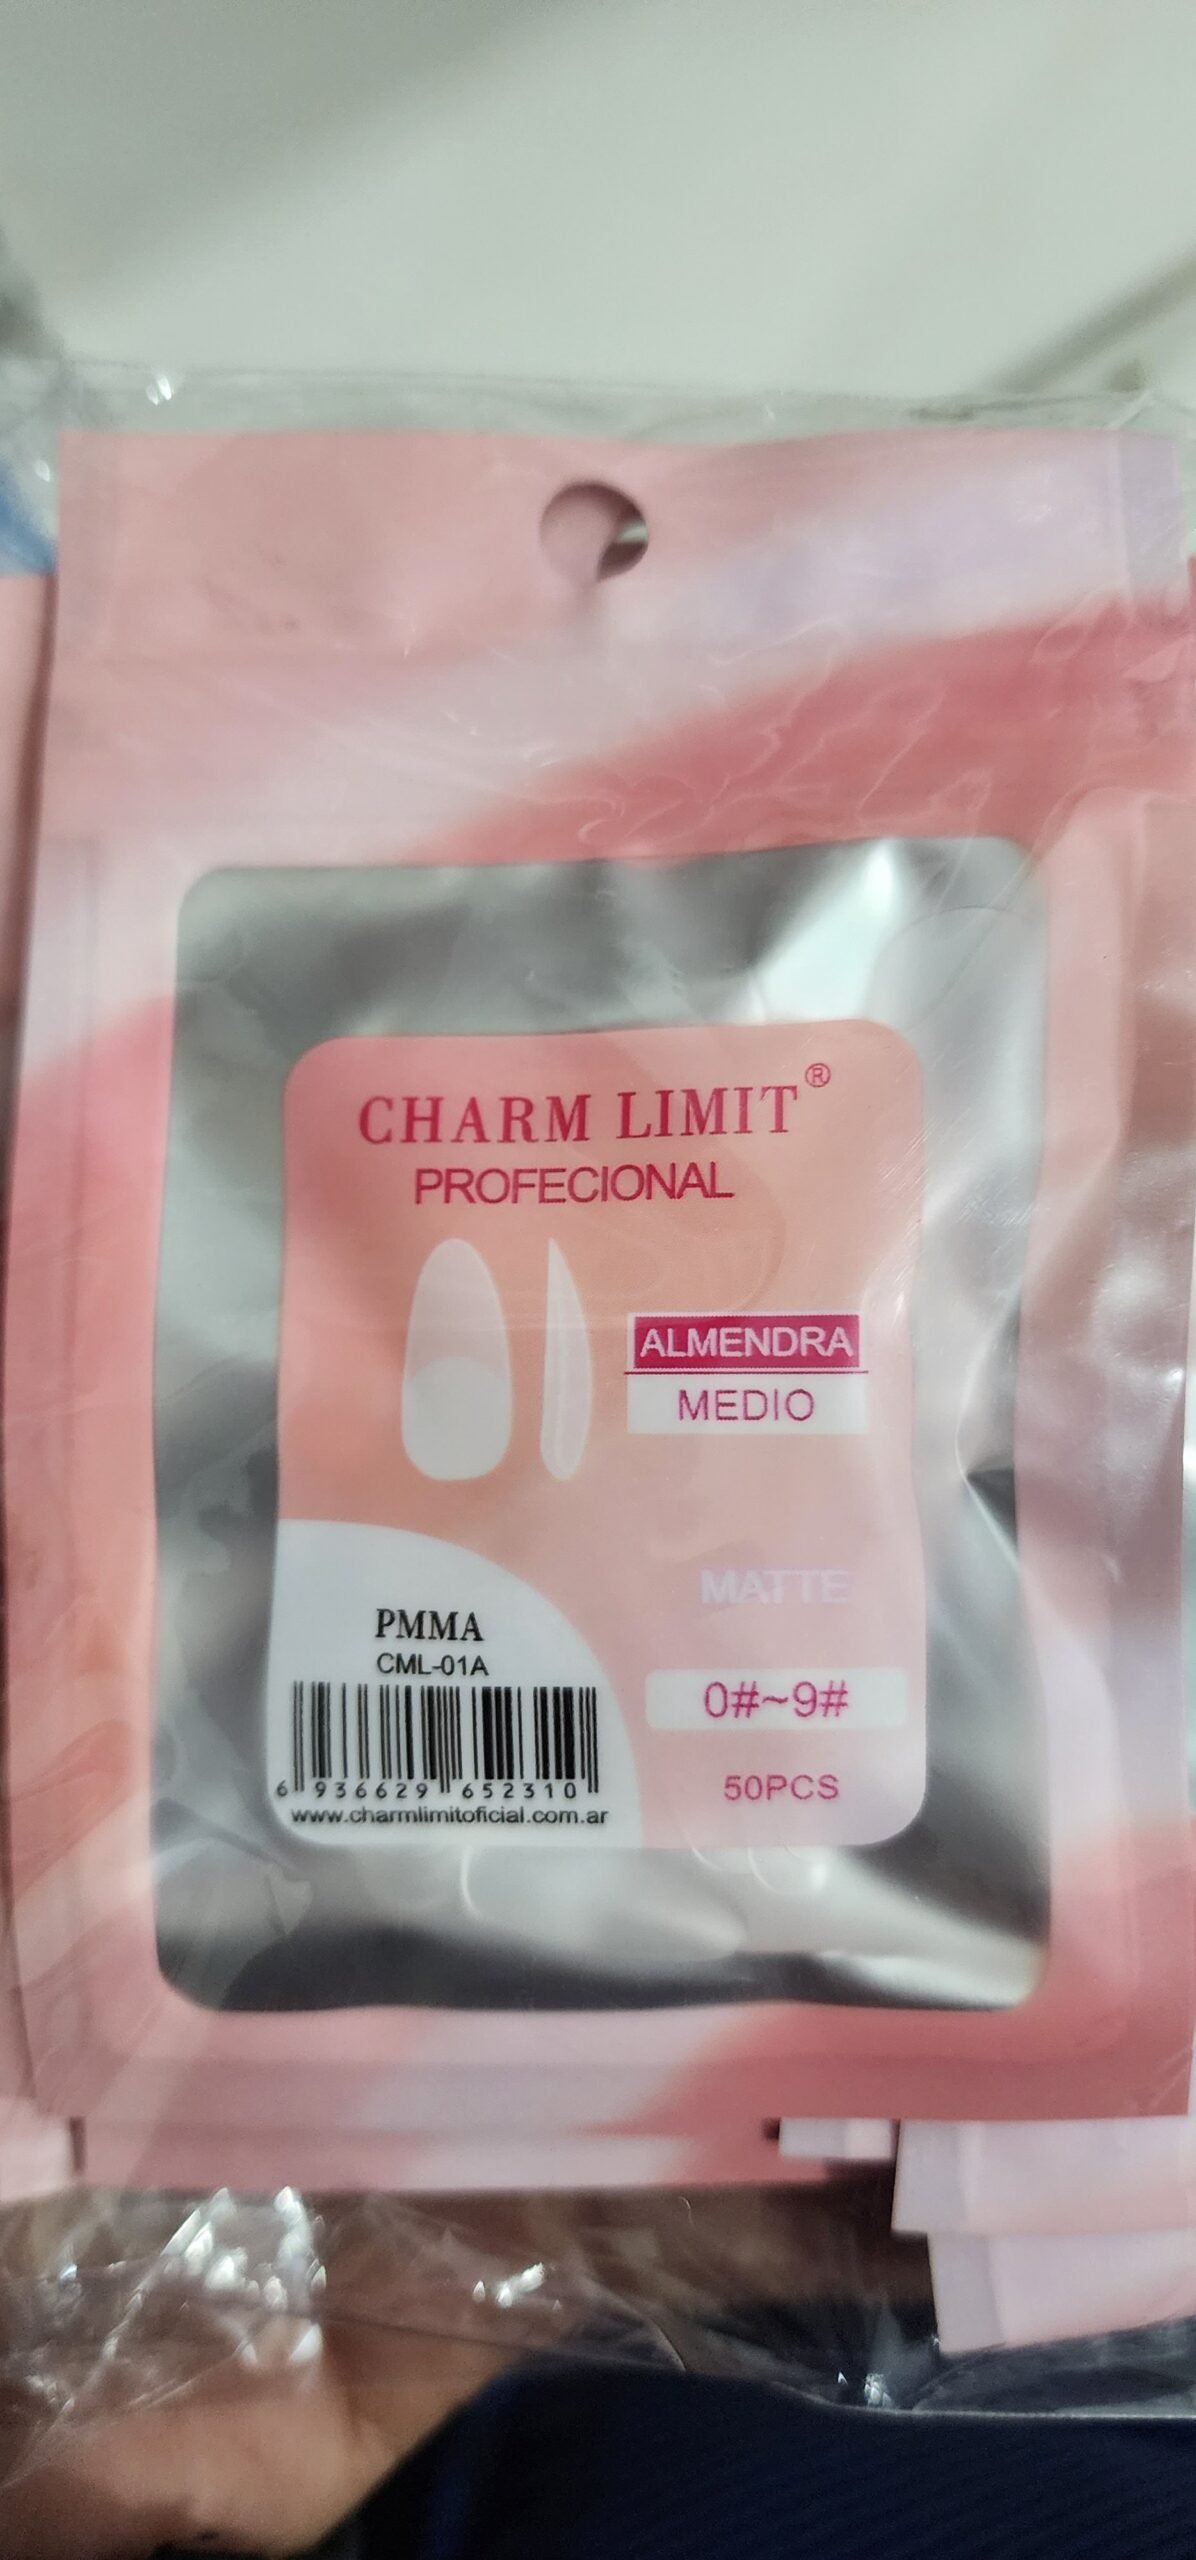 CHARM LIMIT®
PROFECIONAL
ALMENDRA
MEDIO
MATTE
PMMA
CML-01A
0#~9#
6 936629 652310
50PCS
www.charmlimitoficial.com.ar